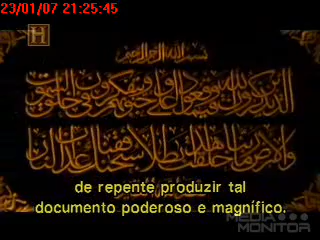 23/01/07 21:25:45
H
بسم الله الرحمن الرحيم
الذين يذكرون الله قياما وقعودا وعلى جنوبهم ويتفكرون في خلق السموات
والارض ربنا ما خلقت هذا باطلا سبحانك فقنا عذاب النار
de repente produzir tal
documento poderoso e magnífico.
MEDIA
MONITOR